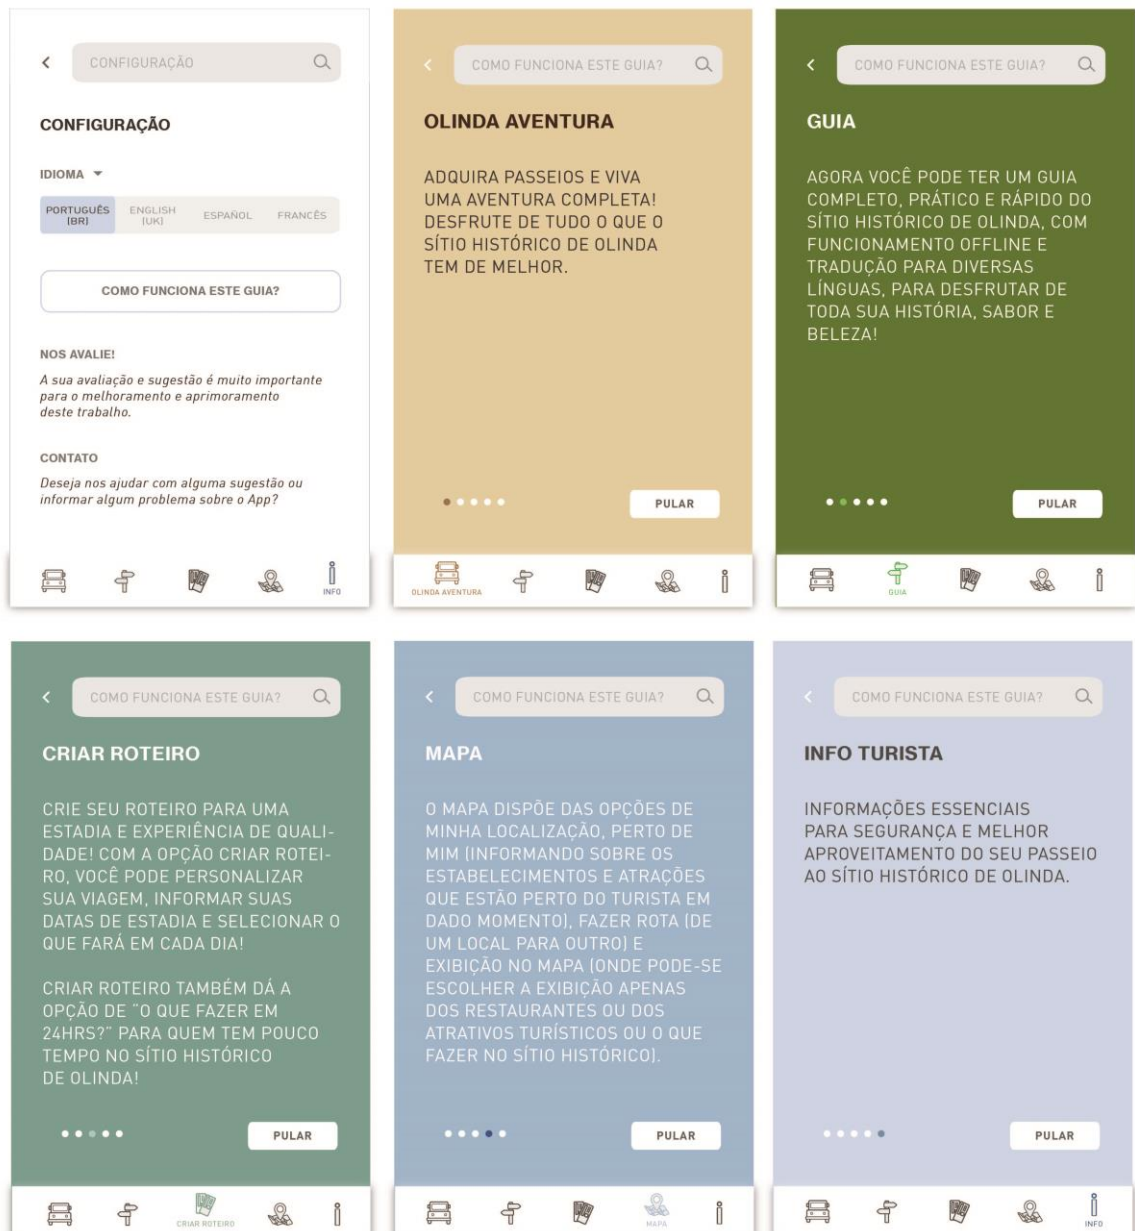 CONFIGURAÇÃO
CONFIGURAÇÃO
IDIOMA
PORTUGUÊS [BR]
ENGLISH [UK]
ESPAÑOL
FRANCÊS
COMO FUNCIONA ESTE GUIA?
NOS AVALIE!
A sua avaliação e sugestão é muito importante
para o melhoramento e aprimoramento
deste trabalho.
CONTATO
Deseja nos ajudar com alguma sugestão ou
informar algum problema sobre o App?
INFO
COMO FUNCIONA ESTE GUIA?
OLINDA AVENTURA
ADQUIRA PASSEIOS E VIVA
UMA AVENTURA COMPLETA!
DESFRUTE DE TUDO O QUE O
SÍTIO HISTÓRICO DE OLINDA
TEM DE MELHOR.
PULAR
OLINDA AVENTURA
COMO FUNCIONA ESTE GUIA?
GUIA
AGORA VOCÊ PODE TER UM GUIA
COMPLETO, PRÁTICO E RÁPIDO DO
SÍTIO HISTÓRICO DE OLINDA, COM
FUNCIONAMENTO OFFLINE E
TRADUÇÃO PARA DIVERSAS
LÍNGUAS, PARA DESFRUTAR DE
TODA SUA HISTÓRIA, SABOR E
BELEZA!
PULAR
GUIA
COMO FUNCIONA ESTE GUIA?
CRIAR ROTEIRO
CRIE SEU ROTEIRO PARA UMA
ESTADIA E EXPERIÊNCIA DE QUALI-
DADE! COM A OPÇÃO CRIAR ROTEI-
RO, VOCÊ PODE PERSONALIZAR
SUA VIAGEM, INFORMAR SUAS
DATAS DE ESTADIA E SELECIONAR O
QUE FARÁ EM CADA DIA!
CRIAR ROTEIRO TAMBÉM DÁ A
OPÇÃO DE "O QUE FAZER EM
24HRS?" PARA QUEM TEM POUCO
TEMPO NO SÍTIO HISTÓRICO
DE OLINDA!
PULAR
CRIAR ROTEIRO
COMO FUNCIONA ESTE GUIA?
MAPA
O MAPA DISPÕE DAS OPÇÕES DE
MINHA LOCALIZAÇÃO, PERTO DE
MIM (INFORMANDO SOBRE OS
ESTABELECIMENTOS E ATRAÇÕES
QUE ESTÃO PERTO DO TURISTA EM
DADO MOMENTO), FAZER ROTA (DE
UM LOCAL PARA OUTRO) E
EXIBIÇÃO NO MAPA (ONDE PODE-SE
ESCOLHER A EXIBIÇÃO APENAS
DOS RESTAURANTES OU DOS
ATRATIVOS TURÍSTICOS OU O QUE
FAZER NO SÍTIO HISTÓRICO).
PULAR
MAPA
COMO FUNCIONA ESTE GUIA?
INFO TURISTA
INFORMAÇÕES ESSENCIAIS
PARA SEGURANÇA E MELHOR
APROVEITAMENTO DO SEU PASSEIO
AO SÍTIO HISTÓRICO DE OLINDA.
PULAR
INFO